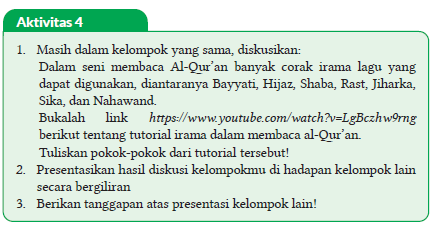 Aktivitas 4
1. Masih dalam kelompok yang sama, diskusikan:
Dalam seni membaca Al-Qur'an banyak corak irama lagu yang
dapat digunakan, diantaranya Bayyati, Hijaz, Shaba, Rast, Jiharka,
Sika, dan Nahawand.
Bukalah link https://www.youtube.com/watch?v=LgBczhw9rng
berikut tentang tutorial irama dalam membaca al-Qur'an.
Tuliskan pokok-pokok dari tutorial tersebut!
2. Presentasikan hasil diskusi kelompokmu di hadapan kelompok lain
secara bergiliran
3. Berikan tanggapan atas presentasi kelompok lain!